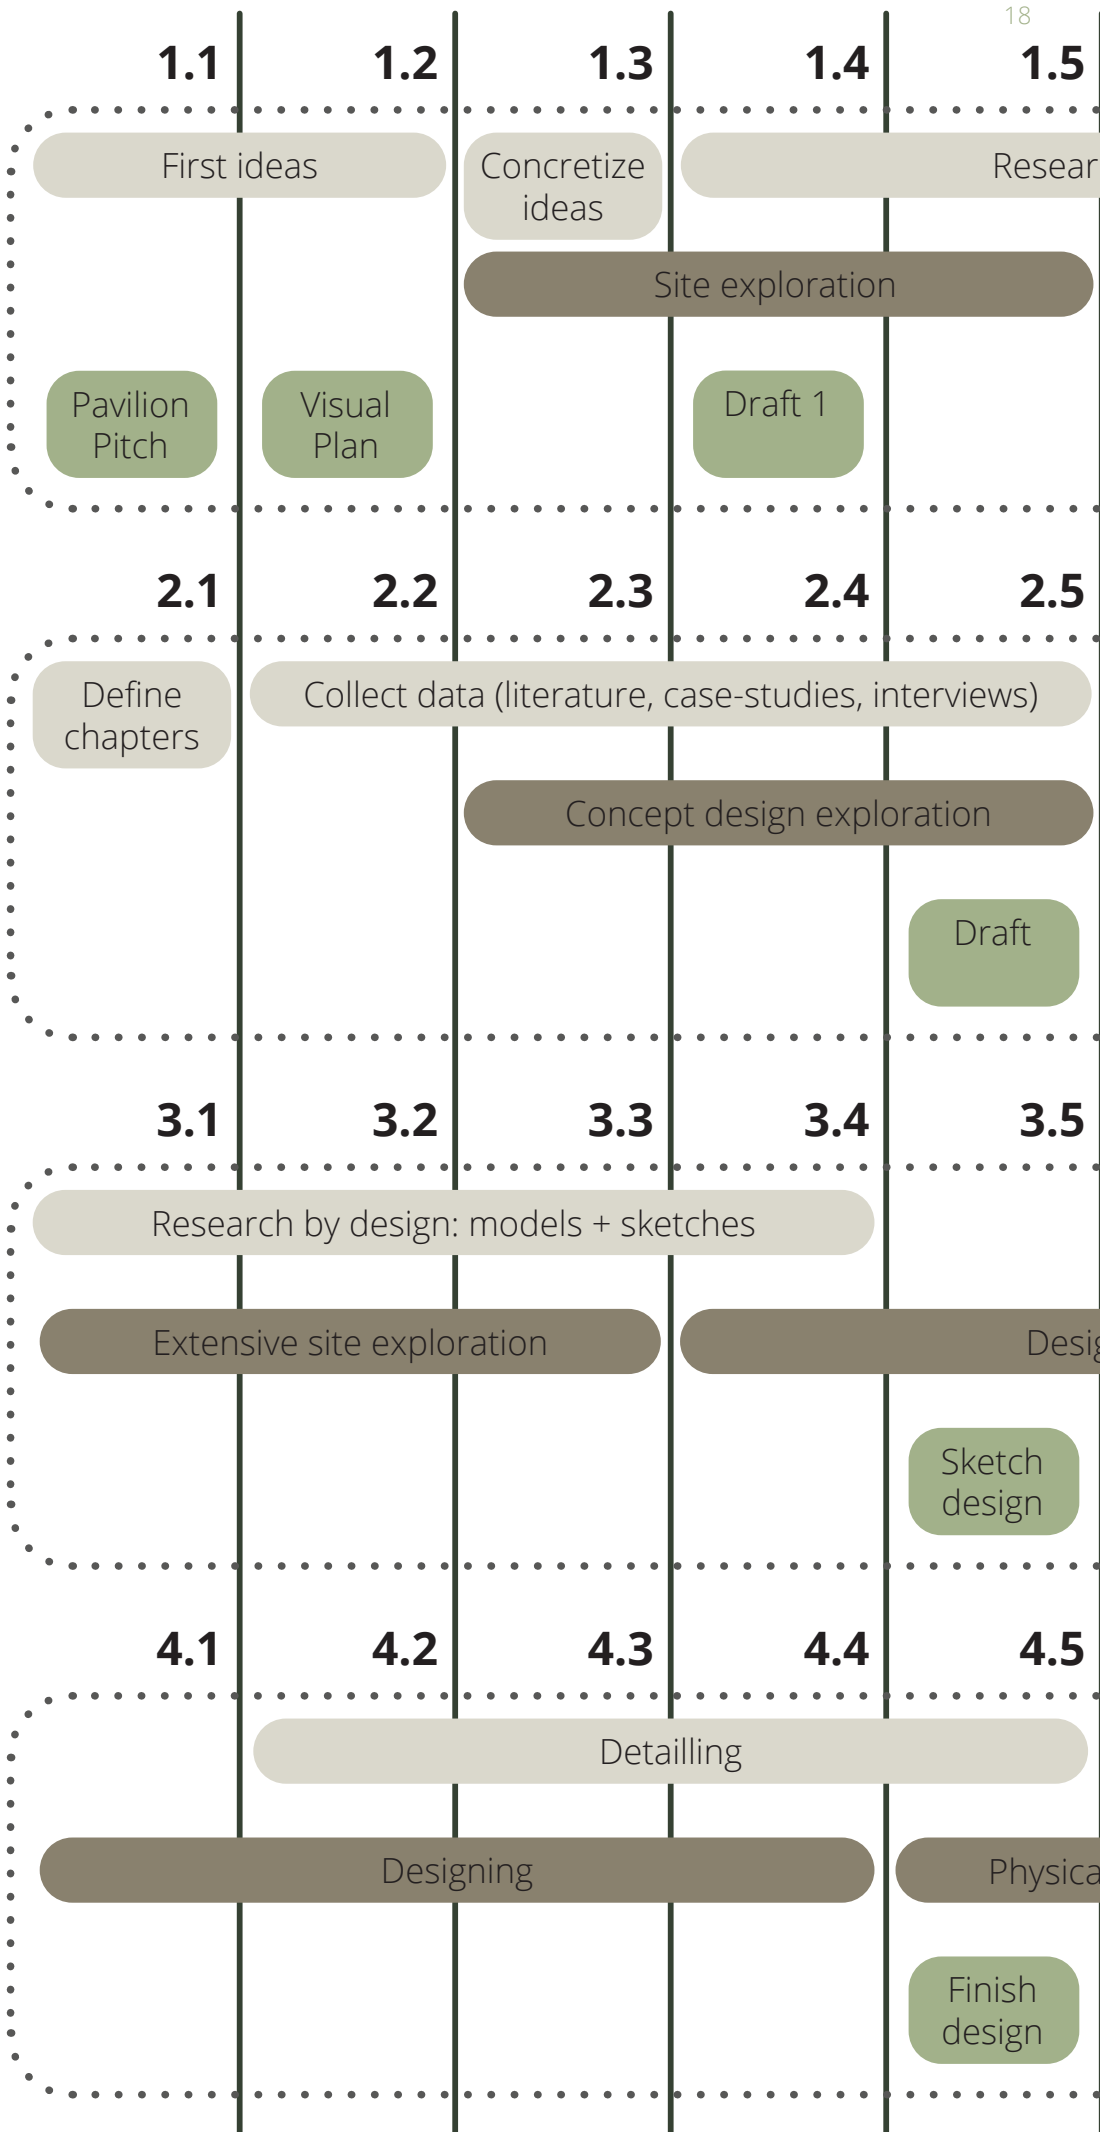 18
1.1 1.2 1.3 1.4 1.5
First ideas
Concretize
ideas
Resear
Site exploration
Pavilion
Pitch
Visual
Plan
Draft 1
2.1 2.2 2.3 2.4 2.5
Define
chapters
Collect data (literature, case-studies, interviews)
Concept design exploration
Draft
3.1 3.2 3.3 3.4 3.5
Research by design: models + sketches
Extensive site exploration
Desig
Sketch
design
4.1 4.2 4.3 4.4 4.5
Detailling
Designing
Physica
Finish
design